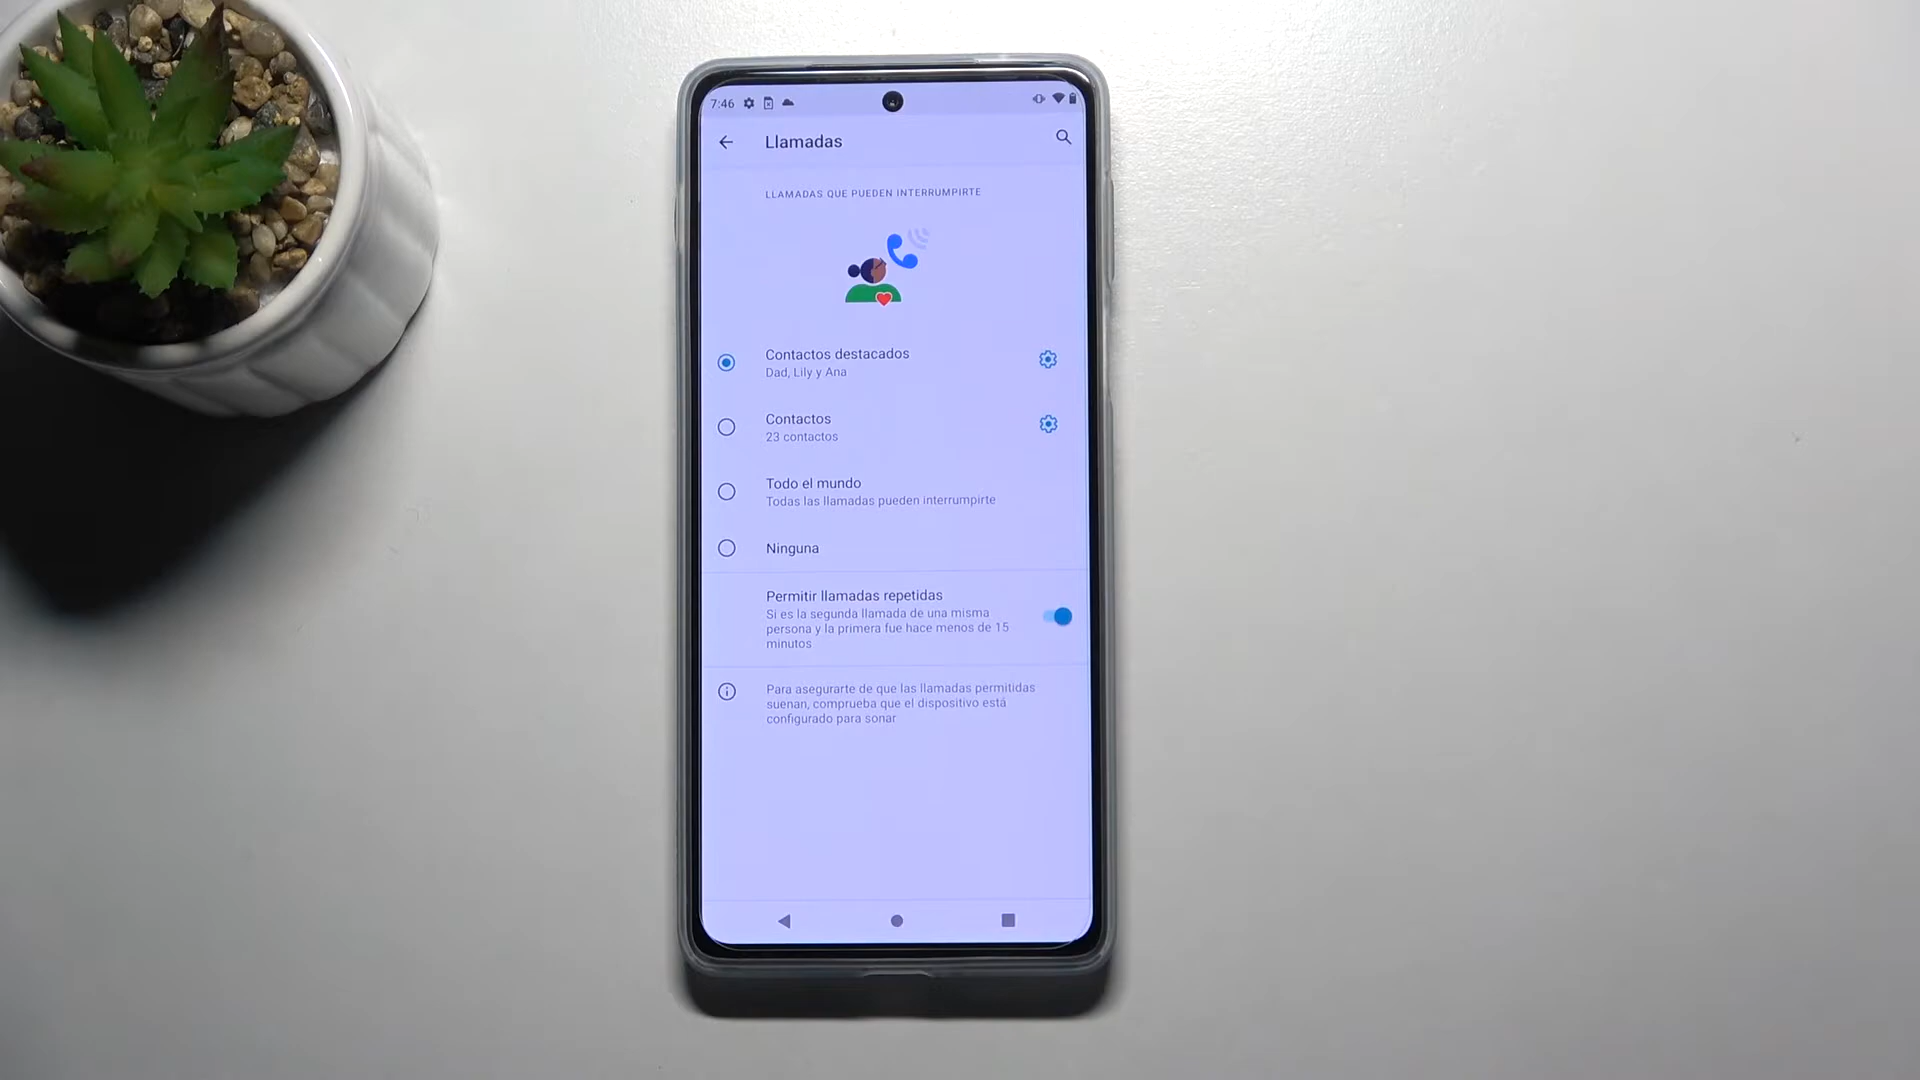 7:46
Llamadas
LLAMADAS QUE PUEDEN INTERRUMPIRTE
Contactos destacados
Dad, Lily y Ana
Contactos
23 contactos
Todo el mundo
Todas las llamadas pueden interrumpirte
Ninguna
Permitir llamadas repetidas
Si es la segunda llamada de una misma
persona y la primera fue hace menos de 15
minutos
Para asegurarte de que las llamadas permitidas
suenan, comprueba que el dispositivo está
configurado para sonar